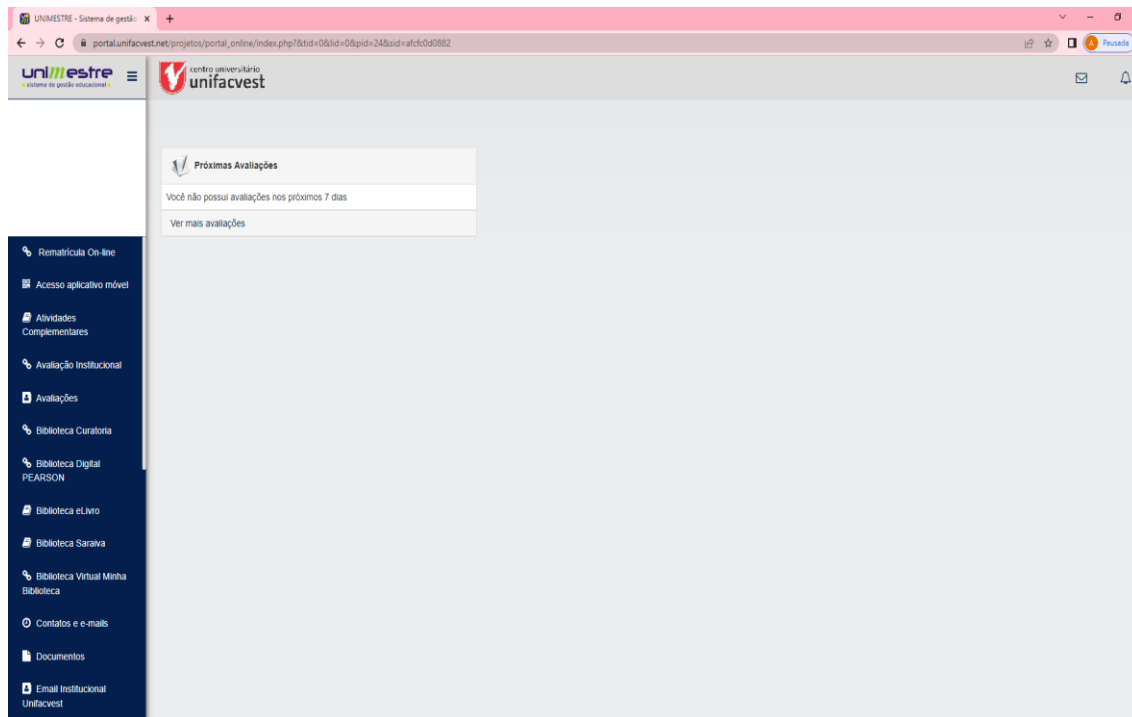 UNIMESTRE - Sistema de gestão
portal.unifacvest.net/projetos/portal_online/index.php?&tid=0&lid=0&pid=24&sid=afcfc0d0882
A
Pausada
unimestre
sistema de gestão educacional
centro universitário
unifacvest
Próximas Avaliações
Você não possui avaliações nos próximos 7 dias
Ver mais avaliações
Rematrícula On-line
Acesso aplicativo móvel
Atividades
Complementares
Avaliação Institucional
Avaliações
Biblioteca Curatoria
Biblioteca Digital
PEARSON
Biblioteca eLivro
Biblioteca Saraiva
Biblioteca Virtual Minha
Biblioteca
Contatos e e-mails
Documentos
Email Institucional
Unifacvest